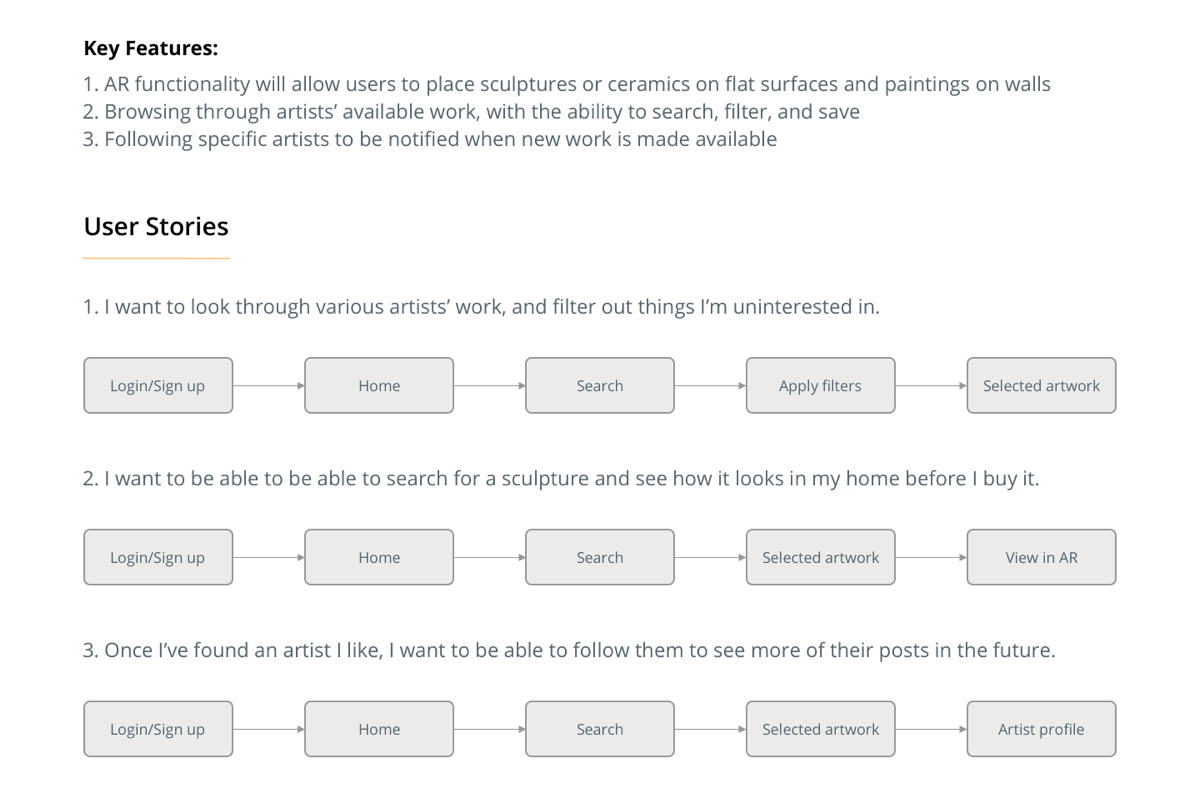 Key Features:
1. AR functionality will allow users to place sculptures or ceramics on flat surfaces and paintings on walls
2. Browsing through artists’ available work, with the ability to search, filter, and save
3. Following specific artists to be notified when new work is made available
User Stories
1. I want to look through various artists’ work, and filter out things I’m uninterested in.
Login/Sign up
Home
Search
Apply filters
Selected artwork
2. I want to be able to be able to search for a sculpture and see how it looks in my home before I buy it.
Login/Sign up
Home
Search
Selected artwork
View in AR
3. Once I’ve found an artist I like, I want to be able to follow them to see more of their posts in the future.
Login/Sign up
Home
Search
Selected artwork
Artist profile